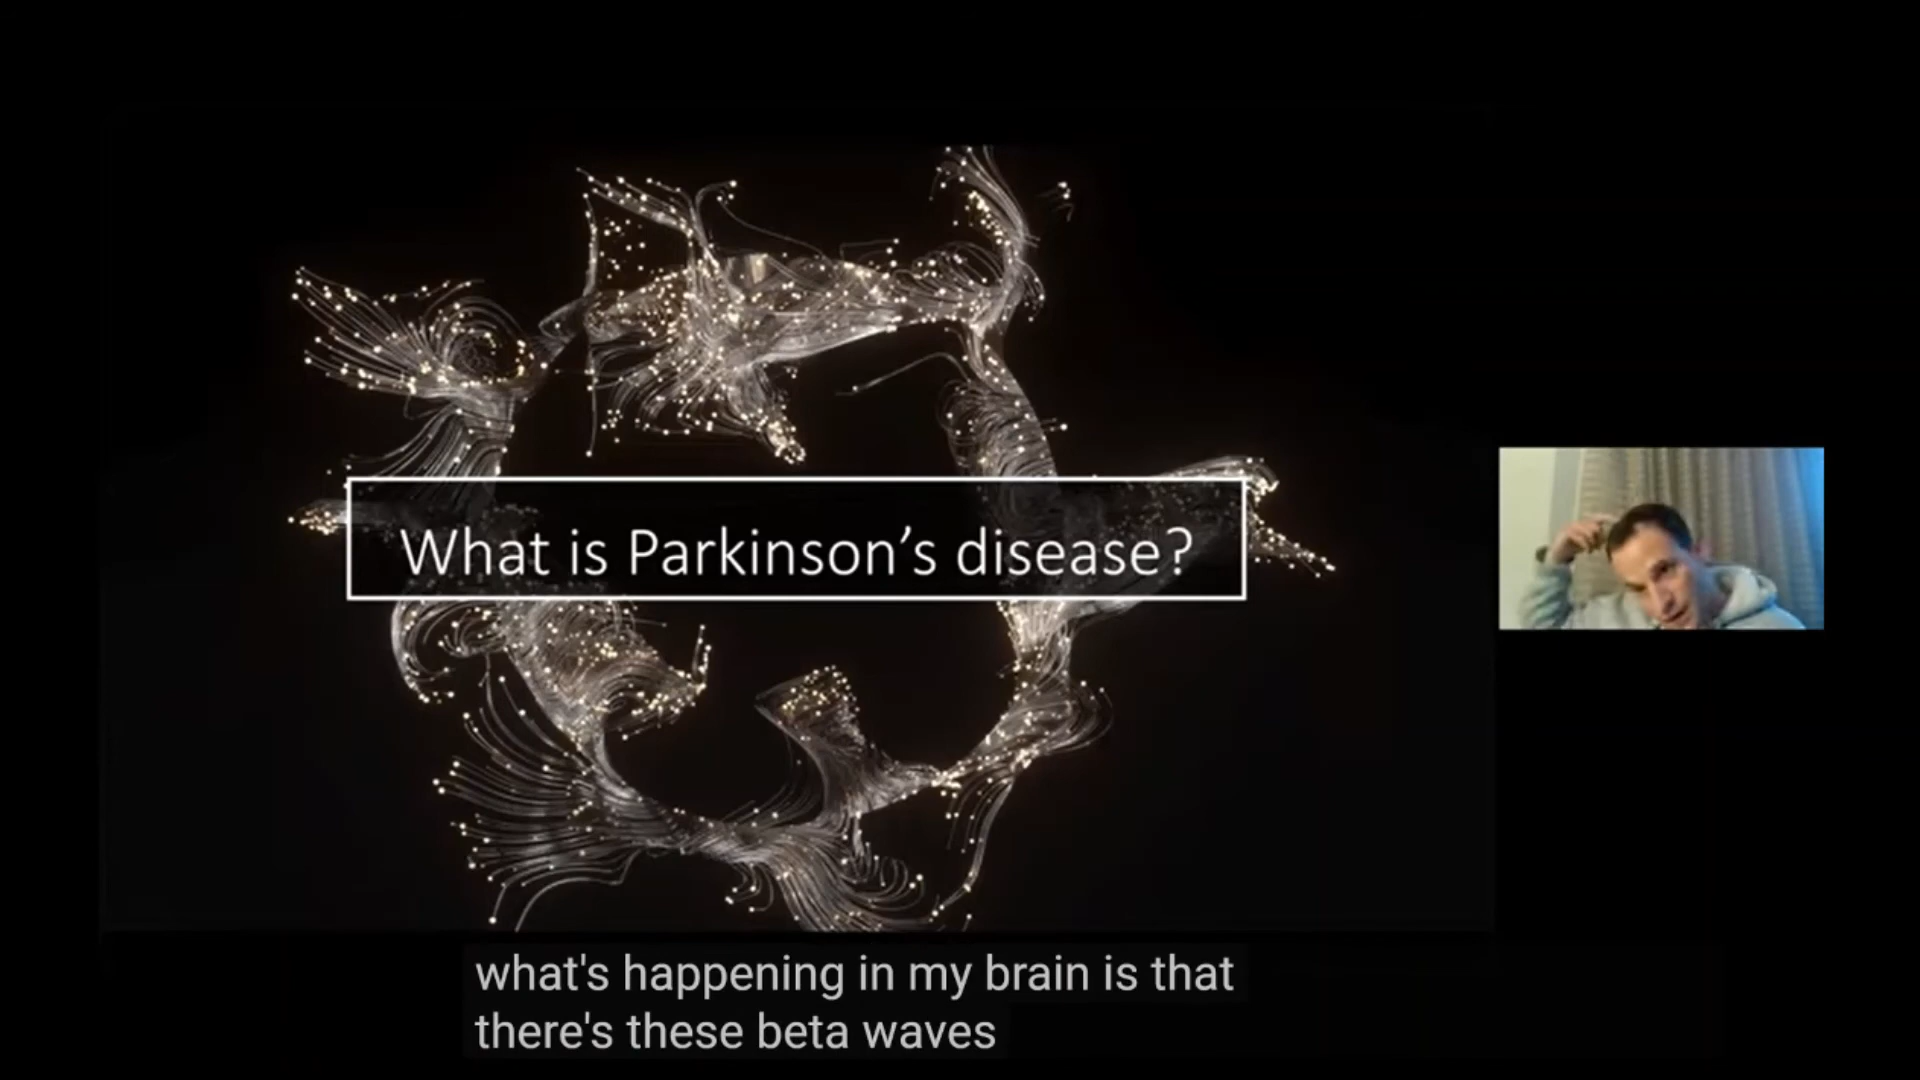 What is Parkinson’s disease?
what's happening in my brain is that
there's these beta waves